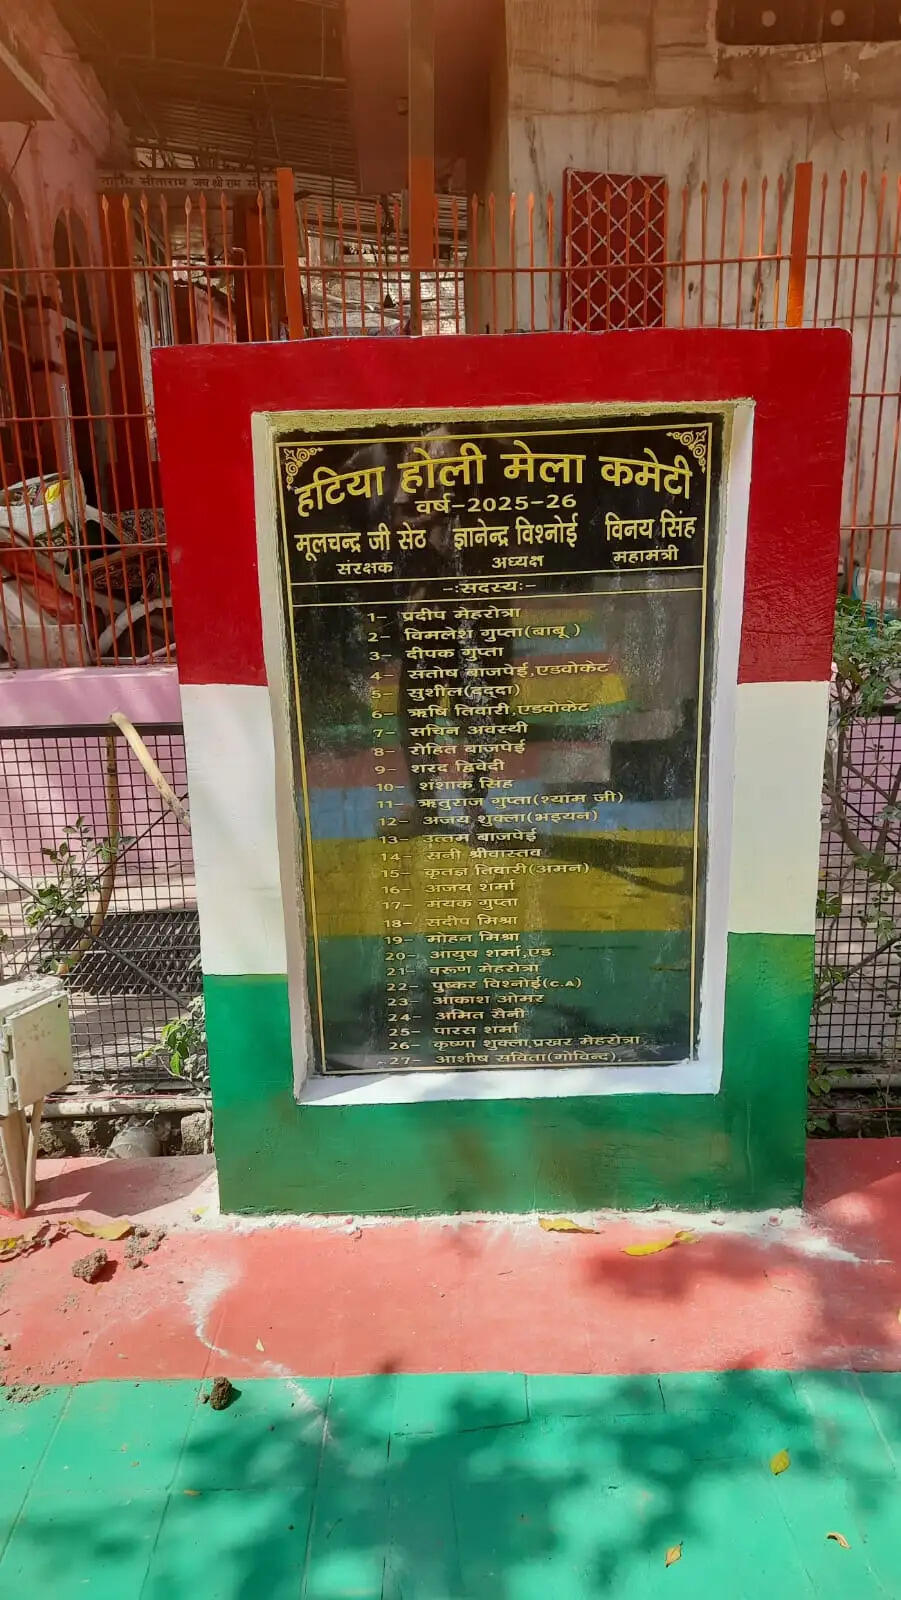 सीताराम जय श्री राम
हटिया होली मेला कमेटी
वर्ष-2025-26
मूलचन्द्र जी सेठ ज्ञानेन्द्र विश्नोई विनय सिंह
संरक्षक अध्यक्ष महामंत्री
-:सदस्य:-
1- प्रदीप मेहरोत्रा
2- विमलेश गुप्ता(बाबू )
3- दीपक गुप्ता
4- संतोष बाजपेई,एडवोकेट
5- सुशील(दद्दा)
6- ऋषि तिवारी,एडवोकेट
7- सचिन अवस्थी
8- रोहित बाजपेई
9- शरद द्विवेदी
10- शशांक सिंह
11- ऋतुराज गुप्ता(श्याम जी)
12- अजय शुक्ला(भइयन)
13- उत्तम बाजपेई
14- सनी श्रीवास्तव
15- कृतज्ञ तिवारी(अमन)
16- अजय शर्मा
17- मयंक गुप्ता
18- संदीप मिश्रा
19- मोहन मिश्रा
20- आयुष शर्मा,एड.
21- वरूण मेहरोत्रा
22- पुष्कर विश्नोई(C.A)
23- आकाश ओमर
24- अमित सैनी
25- पारस शर्मा
26- कृष्णा शुक्ला,प्रखर मेहरोत्रा,
27- आशीष सविता(गोविन्द),